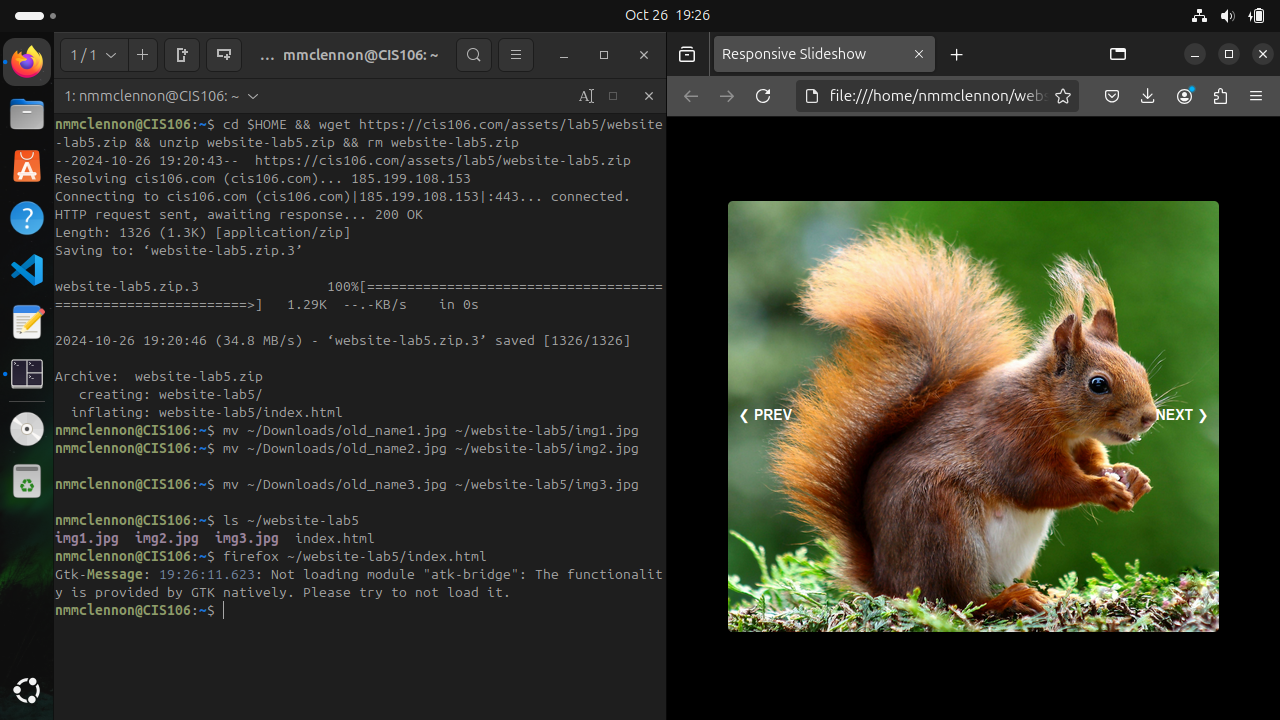 Oct 26 19:26
1 / 1
... mmclennon@CIS106: ~
1: nmmclennon@CIS106: ~
nmmclennon@CIS106:~$ cd $HOME && wget https://cis106.com/assets/lab5/website
-lab5.zip && unzip website-lab5.zip && rm website-lab5.zip
--2024-10-26 19:20:43--  https://cis106.com/assets/lab5/website-lab5.zip
Resolving cis106.com (cis106.com)... 185.199.108.153
Connecting to cis106.com (cis106.com)|185.199.108.153|:443... connected.
HTTP request sent, awaiting response... 200 OK
Length: 1326 (1.3K) [application/zip]
Saving to: ‘website-lab5.zip.3’
website-lab5.zip.3                100%[=====================================
========================>]   1.29K  --.-KB/s    in 0s
2024-10-26 19:20:46 (34.8 MB/s) - ‘website-lab5.zip.3’ saved [1326/1326]
Archive:  website-lab5.zip
   creating: website-lab5/
  inflating: website-lab5/index.html
nmmclennon@CIS106:~$ mv ~/Downloads/old_name1.jpg ~/website-lab5/img1.jpg
nmmclennon@CIS106:~$ mv ~/Downloads/old_name2.jpg ~/website-lab5/img2.jpg
nmmclennon@CIS106:~$ mv ~/Downloads/old_name3.jpg ~/website-lab5/img3.jpg
nmmclennon@CIS106:~$ ls ~/website-lab5
img1.jpg  img2.jpg  img3.jpg  index.html
nmmclennon@CIS106:~$ firefox ~/website-lab5/index.html
Gtk-Message: 19:26:11.623: Not loading module "atk-bridge": The functionalit
y is provided by GTK natively. Please try to not load it.
nmmclennon@CIS106:~$
Responsive Slideshow
file:///home/nmmclennon/webs
❮ PREV
NEXT ❯